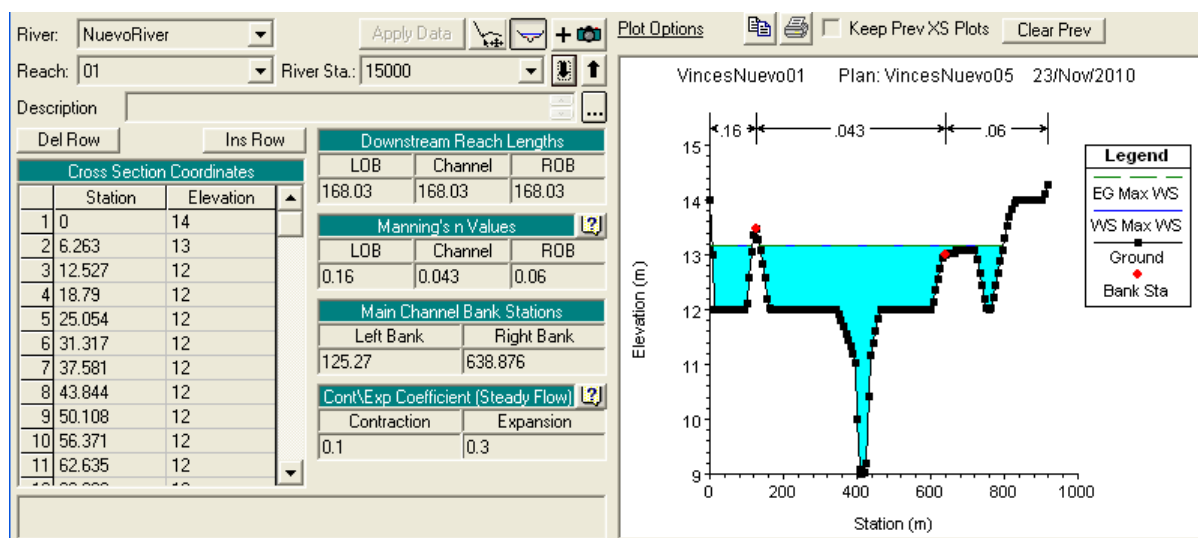 River: NuevoRiver Apply Data
Reach: 01 River Sta.: 15000
Description ...
Del Row Ins Row
Cross Section Coordinates
Station Elevation
1 0 14
2 6.263 13
3 12.527 12
4 18.79 12
5 25.054 12
6 31.317 12
7 37.581 12
8 43.844 12
9 50.108 12
10 56.371 12
11 62.635 12
Downstream Reach Lengths
LOB Channel ROB
168.03 168.03 168.03
Manning's n Values ?
LOB Channel ROB
0.16 0.043 0.06
Main Channel Bank Stations
Left Bank Right Bank
125.27 638.876
Cont\Exp Coefficient (Steady Flow) ?
Contraction Expansion
0.1 0.3
Plot Options Keep Prev XS Plots Clear Prev
VincesNuevo01 Plan: VincesNuevo05 23/Nov/2010
.16 .043 .06
15
14
13
12
11
10
9
Elevation (m)
0 200 400 600 800 1000
Station (m)
Legend
EG Max WS
WS Max WS
Ground
Bank Sta